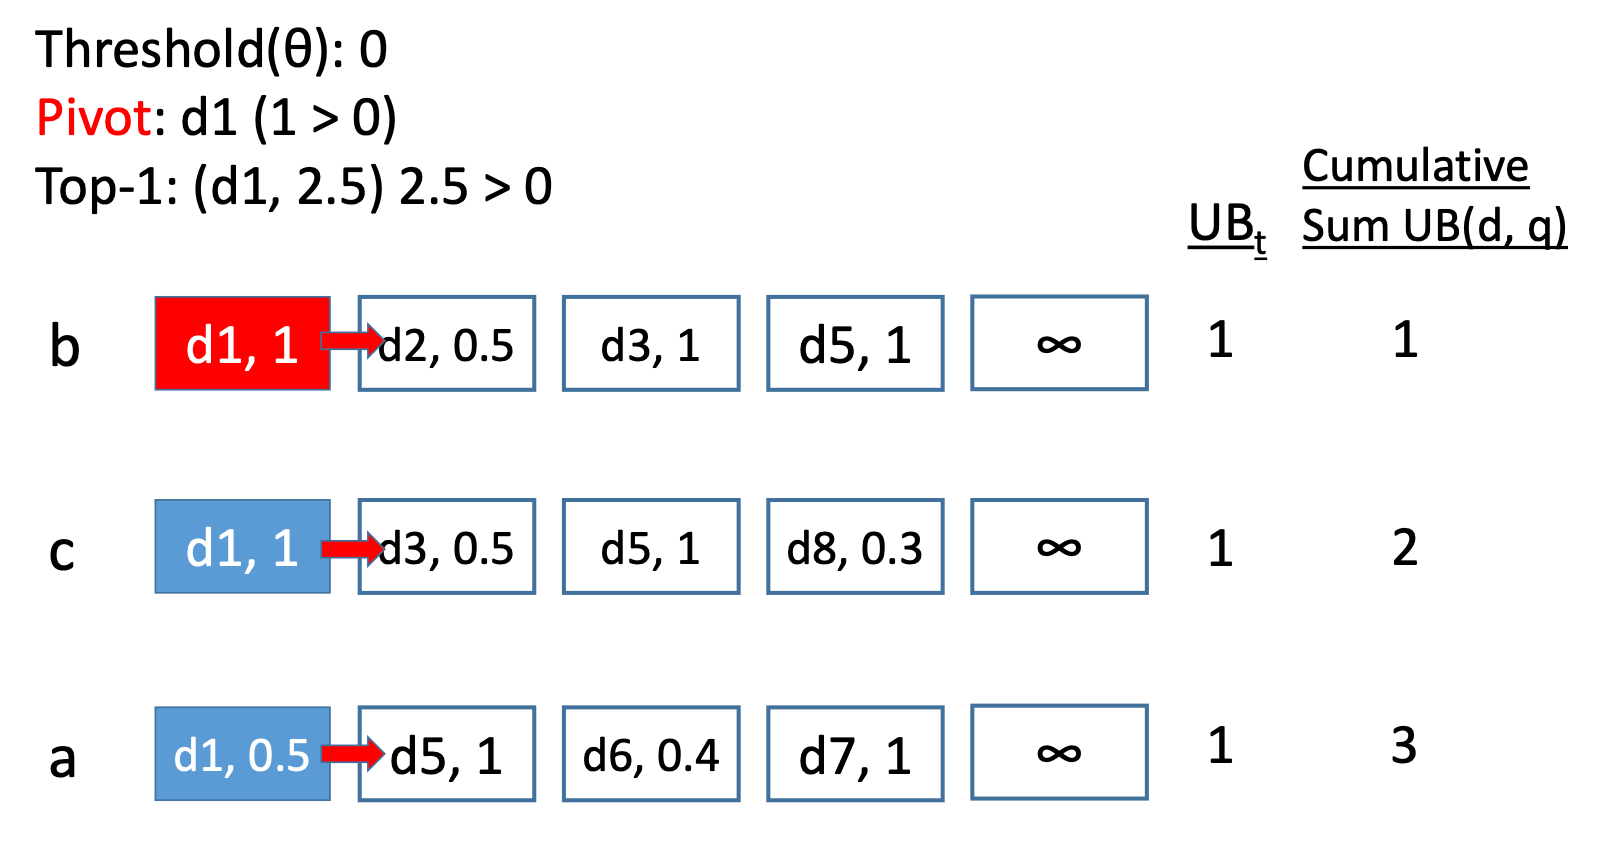 Threshold(θ): 0
Pivot: d1 (1 > 0)
Top-1: (d1, 2.5) 2.5 > 0
UBt
Cumulative
Sum UB(d, q)
b d1, 1 d2, 0.5 d3, 1 d5, 1 ∞ 1 1
c d1, 1 d3, 0.5 d5, 1 d8, 0.3 ∞ 1 2
a d1, 0.5 d5, 1 d6, 0.4 d7, 1 ∞ 1 3